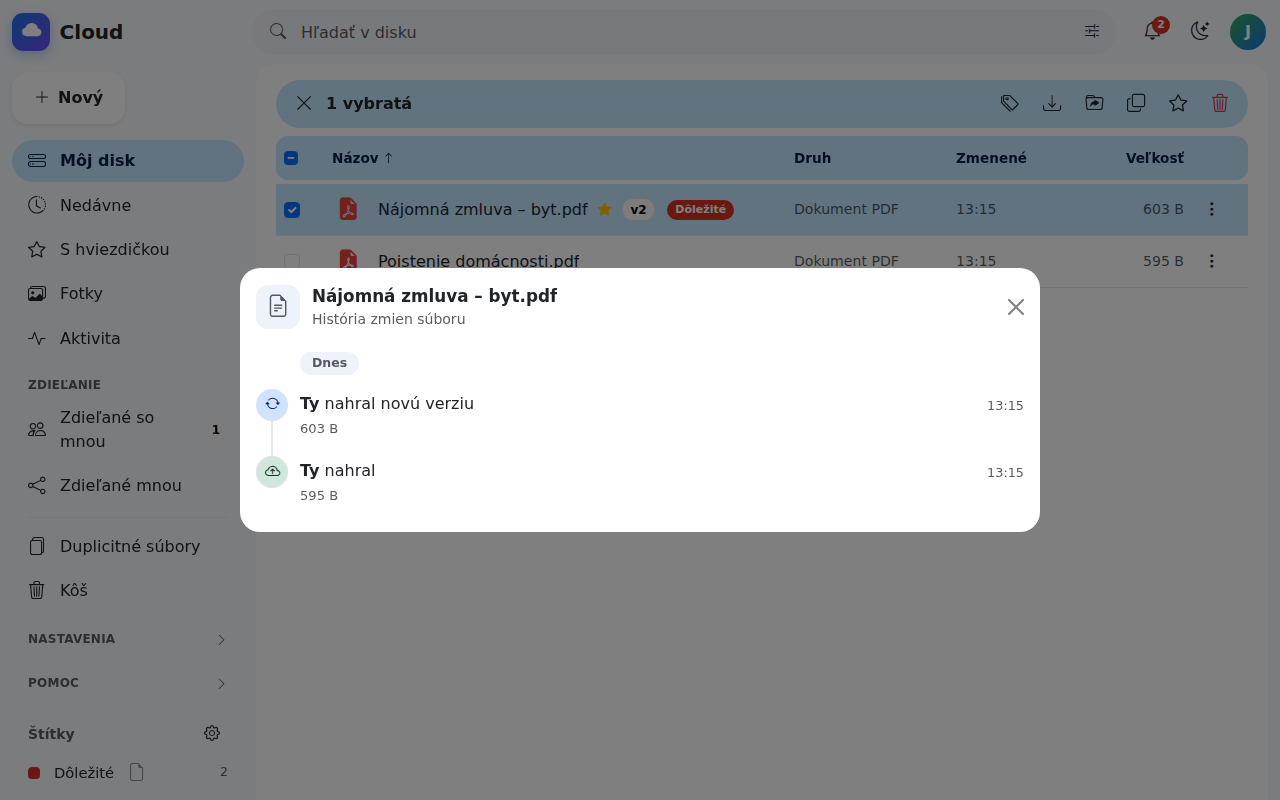 Cloud
Hľadať v disku
2
J
Nový
1 vybratá
Môj disk
Nedávne
S hviezdičkou
Fotky
Aktivita
ZDIEĽANIE
Zdieľané so mnou
1
Zdieľané mnou
Duplicitné súbory
Kôš
NASTAVENIA
POMOC
Štítky
Dôležité
2
Názov ↑
Druh
Zmenené
Veľkosť
Nájomná zmluva – byt.pdf
v2
Dôležité
Dokument PDF
13:15
603 B
Poistenie domácnosti.pdf
Dokument PDF
13:15
595 B
Nájomná zmluva – byt.pdf
História zmien súboru
Dnes
Ty nahral novú verziu
13:15
603 B
Ty nahral
13:15
595 B